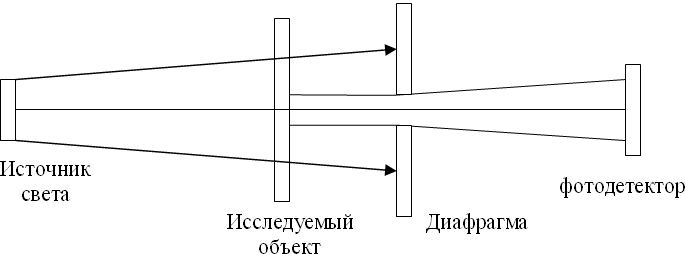 Источник
света
Исследуемый
объект
Диафрагма
фотодетектор